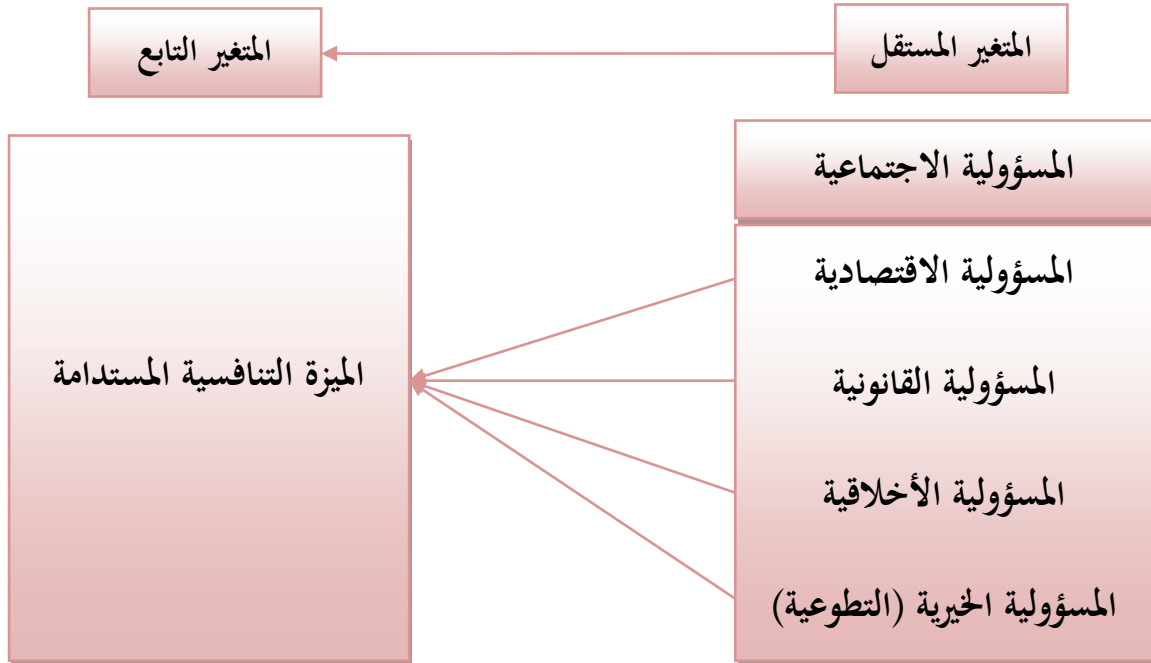 المتغير المستقل
المتغير التابع
المسؤولية الاجتماعية
المسؤولية الاقتصادية
المسؤولية القانونية
المسؤولية الأخلاقية
المسؤولية الخيرية (التطوعية)
الميزة التنافسية المستدامة